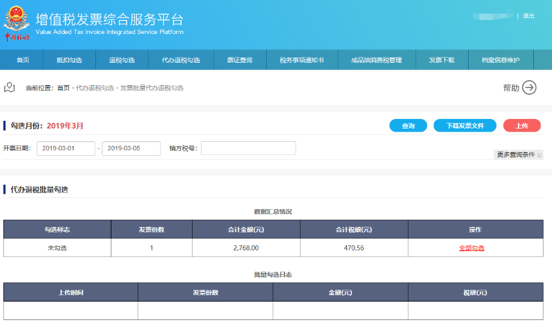 增值税发票综合服务平台
Value Added Tax Invoice Integrated Service Platform
中国税务
退出
首页 抵扣勾选 退税勾选 代办退税勾选 票证查询 税务事项通知书 成品油消费税管理 发票下载 档案信息维护
当前位置：首页 - 代办退税勾选 - 发票批量代办退税勾选
帮助
勾选月份：2019年3月
查询 下载发票文件 上传
开票日期： 2019-03-01 - 2019-03-05 销方税号：
更多查询条件
代办退税批量勾选
数据汇总情况
勾选标志 发票份数 合计金额(元) 合计税额(元) 操作
未勾选 1 2,768.00 470.56 全部勾选
批量勾选日志
上传时间 发票份数 金额(元) 税额(元)